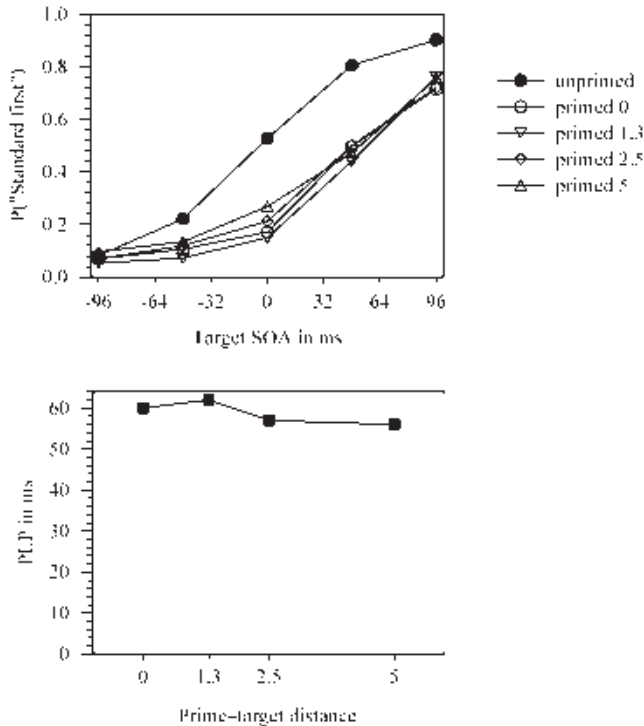 1.0
0.8
0.6
0.4
0.2
0.0
P("Standard first")
-96 -64 -32 0 32 64 96
Target SOA in ms
unprimed
primed 0
primed 1.3
primed 2.5
primed 5
60
50
40
30
20
10
0
PLP in ms
0 1.3 2.5 5
Prime–target distance